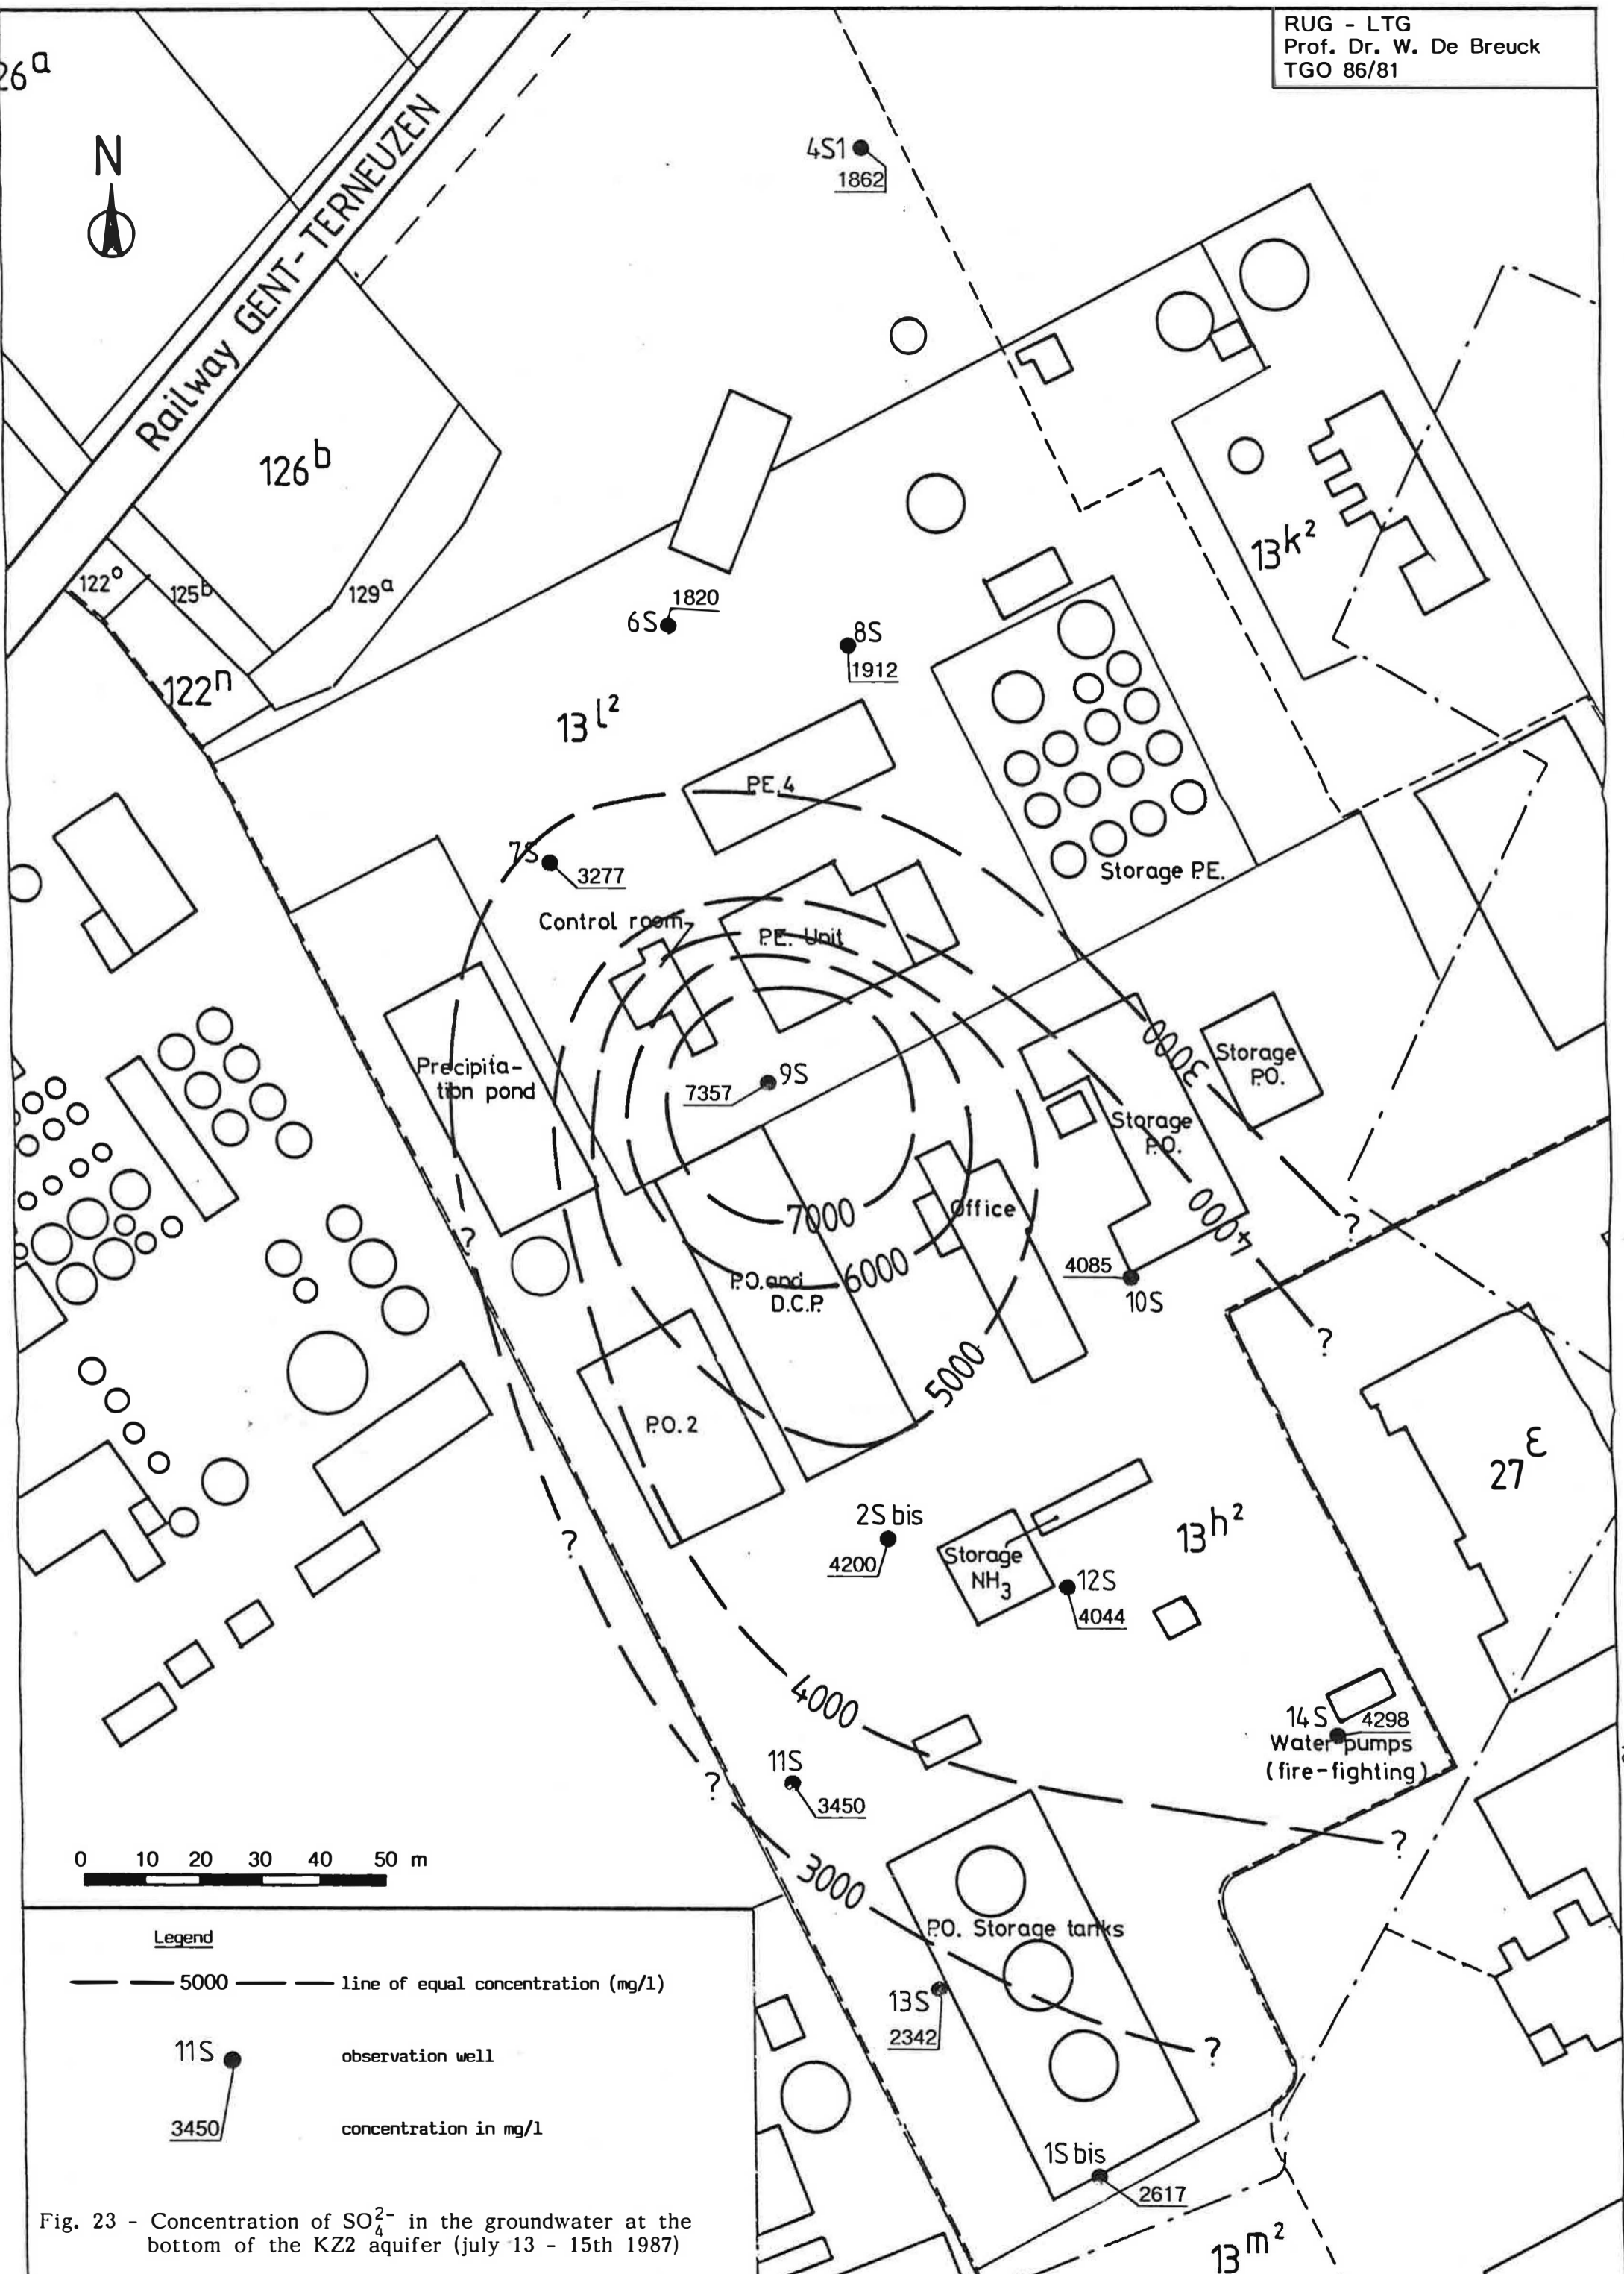 RUG - LTG
Prof. Dr. W. De Breuck
TGO 86/81
26a
N
Railway GENT-TERNEUZEN
4S1
1862
126b
13k2
122o
125b
129a
6S
1820
8S
1912
122n
13l2
P.E.4
7S
3277
Storage P.E.
Control room
P.E. Unit
3000
Storage
P.O.
Precipita-
tion pond
9S
7357
Storage
P.O.
4000
7000
Office
?
?
6000
4085
10S
P.O. and
D.C.P.
?
5000
P.O.2
27E
2S bis
4200
13h2
?
Storage
NH3
12S
4044
4000
14S
4298
Water pumps
(fire-fighting)
11S
3450
?
?
0 10 20 30 40 50 m
3000
P.O. Storage tanks
Legend
5000 line of equal concentration (mg/l)
13S
2342
?
11S observation well
3450 concentration in mg/l
1S bis
2617
Fig. 23 - Concentration of SO42- in the groundwater at the
bottom of the KZ2 aquifer (july 13 - 15th 1987)
13m2